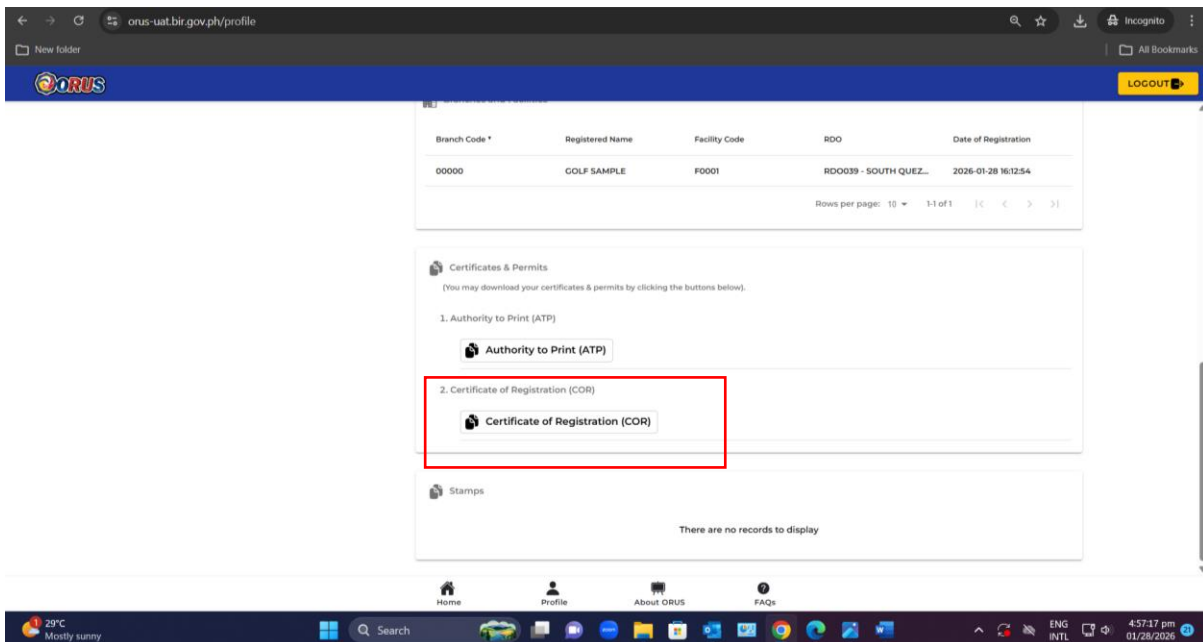 orus-uat.bir.gov.ph/profile
Incognito
New folder
All Bookmarks
ORUS
LOGOUT
Branch Code *
Registered Name
Facility Code
RDO
Date of Registration
00000
GOLF SAMPLE
F0001
RDO039 - SOUTH QUEZ...
2026-01-28 16:12:54
Rows per page: 10
1-1 of 1
Certificates & Permits
(You may download your certificates & permits by clicking the buttons below).
1. Authority to Print (ATP)
Authority to Print (ATP)
2. Certificate of Registration (COR)
Certificate of Registration (COR)
Stamps
There are no records to display
Home
Profile
About ORUS
FAQs
1
29°C
Mostly sunny
Search
zoom
ENG
INTL
4:57:17 pm
01/28/2026
21